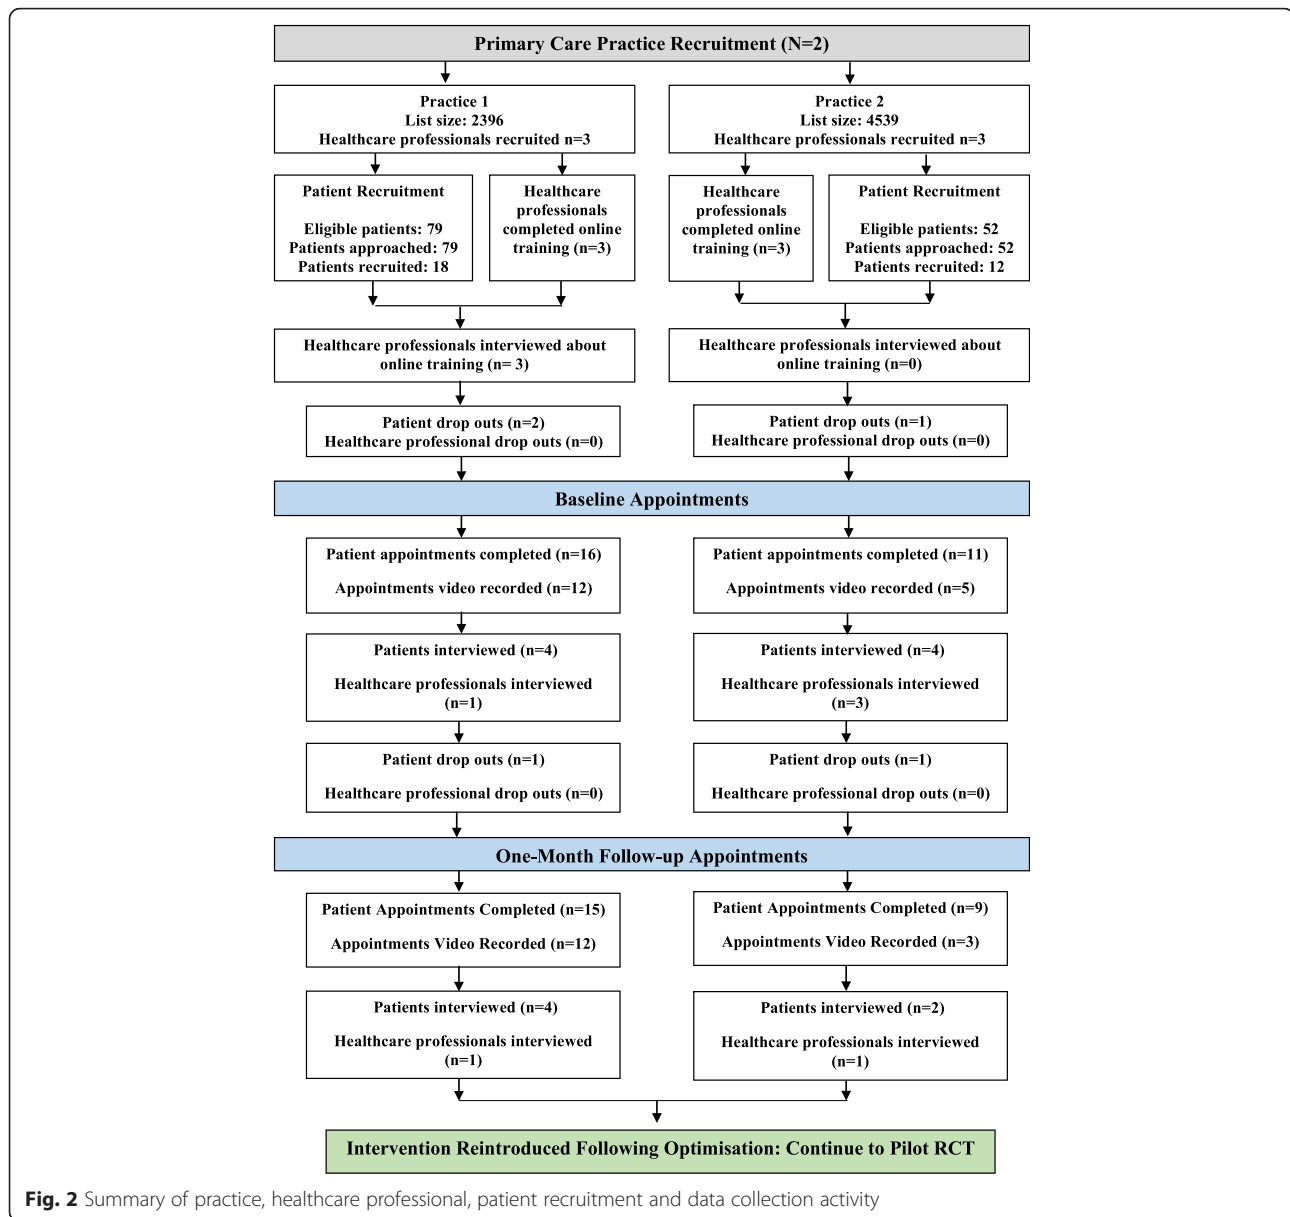 Primary Care Practice Recruitment (N=2)
Practice 1
List size: 2396
Healthcare professionals recruited n=3
Practice 2
List size: 4539
Healthcare professionals recruited n=3
Patient Recruitment
Eligible patients: 79
Patients approached: 79
Patients recruited: 18
Healthcare
professionals
completed online
training (n=3)
Healthcare
professionals
completed online
training (n=3)
Patient Recruitment
Eligible patients: 52
Patients approached: 52
Patients recruited: 12
Healthcare professionals interviewed about
online training (n= 3)
Healthcare professionals interviewed about
online training (n=0)
Patient drop outs (n=2)
Healthcare professional drop outs (n=0)
Patient drop outs (n=1)
Healthcare professional drop outs (n=0)
Baseline Appointments
Patient appointments completed (n=16)
Appointments video recorded (n=12)
Patient appointments completed (n=11)
Appointments video recorded (n=5)
Patients interviewed (n=4)
Healthcare professionals interviewed
(n=1)
Patients interviewed (n=4)
Healthcare professionals interviewed
(n=3)
Patient drop outs (n=1)
Healthcare professional drop outs (n=0)
Patient drop outs (n=1)
Healthcare professional drop outs (n=0)
One-Month Follow-up Appointments
Patient Appointments Completed (n=15)
Appointments Video Recorded (n=12)
Patient Appointments Completed (n=9)
Appointments Video Recorded (n=3)
Patients interviewed (n=4)
Healthcare professionals interviewed
(n=1)
Patients interviewed (n=2)
Healthcare professionals interviewed
(n=1)
Intervention Reintroduced Following Optimisation: Continue to Pilot RCT
Fig. 2 Summary of practice, healthcare professional, patient recruitment and data collection activity